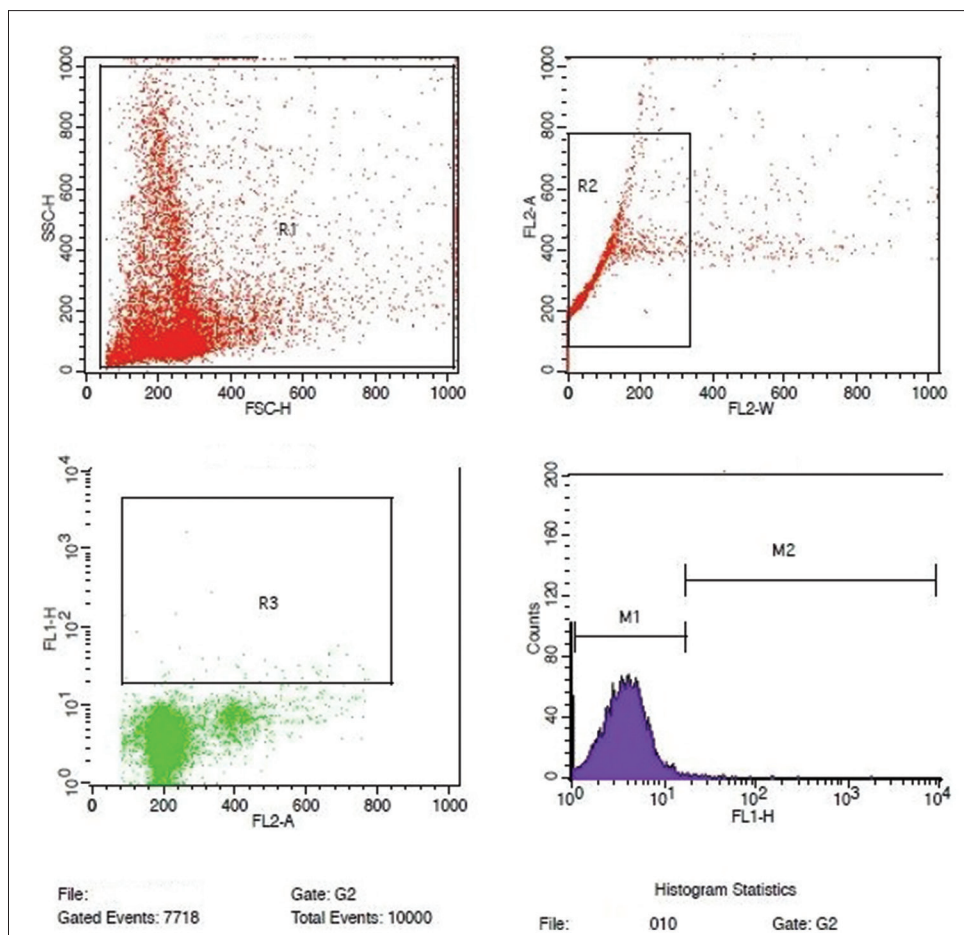 1000
800
600
400
200
0
SSC-H
R1
0 200 400 600 800 1000
FSC-H
1000
800
600
400
200
0
FL2-A
R2
0 200 400 600 800 1000
FL2-W
10^4
10^3
10^2
10^1
10^0
FL1-H
R3
0 200 400 600 800 1000
FL2-A
200
160
120
80
40
0
Counts
M1
M2
10^0 10^1 10^2 10^3 10^4
FL1-H
File: Gate: G2
Gated Events: 7718 Total Events: 10000
Histogram Statistics
File: 010 Gate: G2